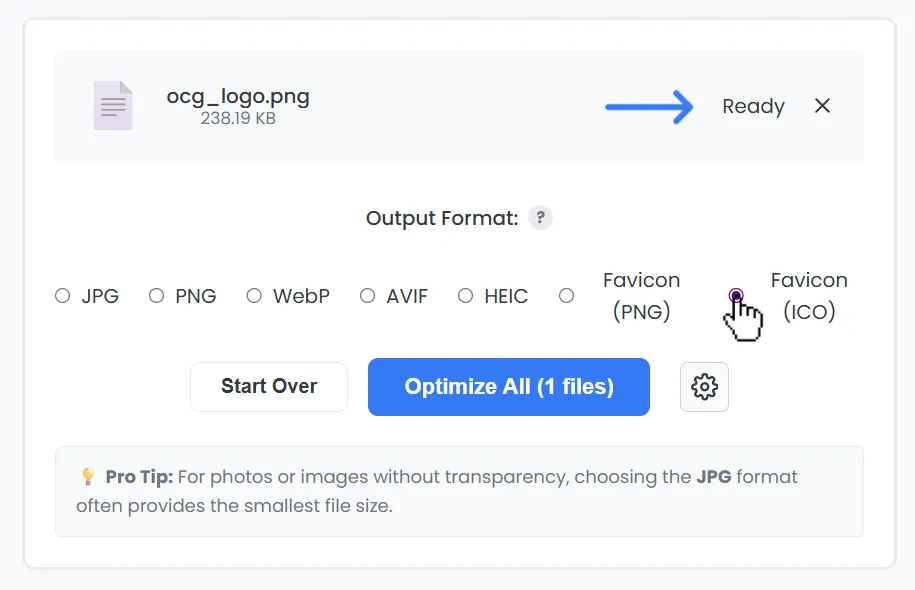 ocg_logo.png
238.19 KB
Ready
Output Format: ?
JPG PNG WebP AVIF HEIC Favicon (PNG) Favicon (ICO)
Start Over
Optimize All (1 files)
Pro Tip: For photos or images without transparency, choosing the JPG format
often provides the smallest file size.